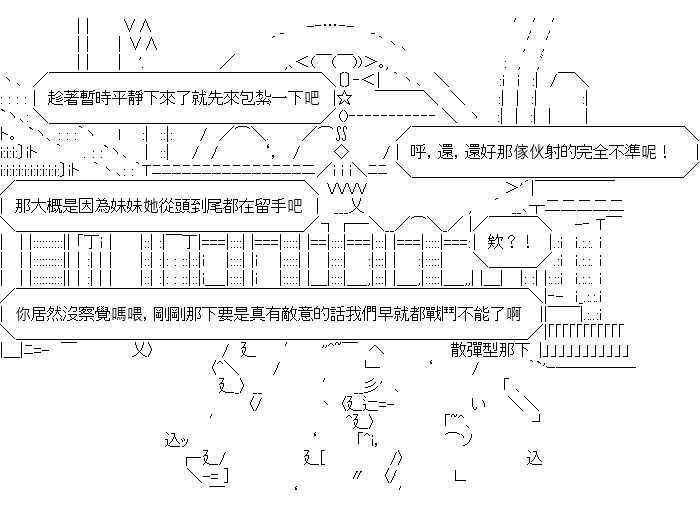 趁著暫時平靜下來了就先來包紮一下吧
呼，還，還好那傢伙射的完全不準呢！
那大概是因為妹妹她從頭到尾都在留手吧
欸？！
你居然沒察覺嗎喂，剛剛那下要是真有敵意的話我們早就都戰鬥不能了啊
散彈型那下